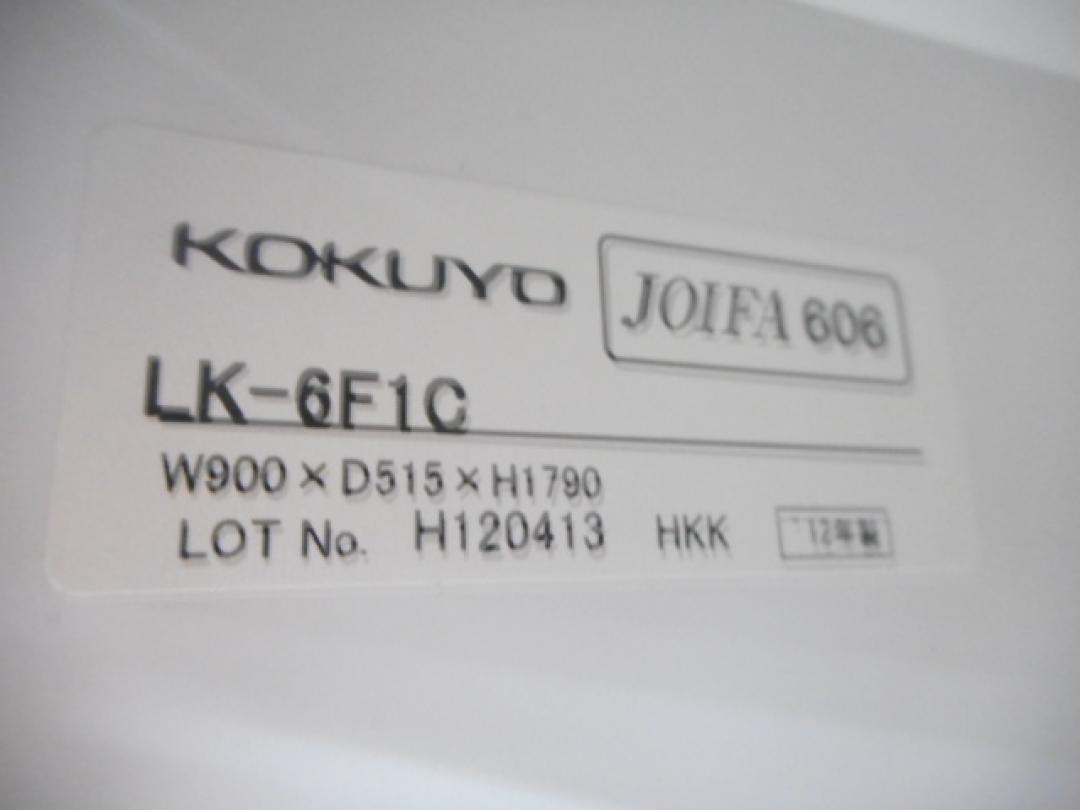 KOKUYO JOIFA 606
LK-6F1C
W900×D515×H1790
LOT No. H120413 HKK '12年製